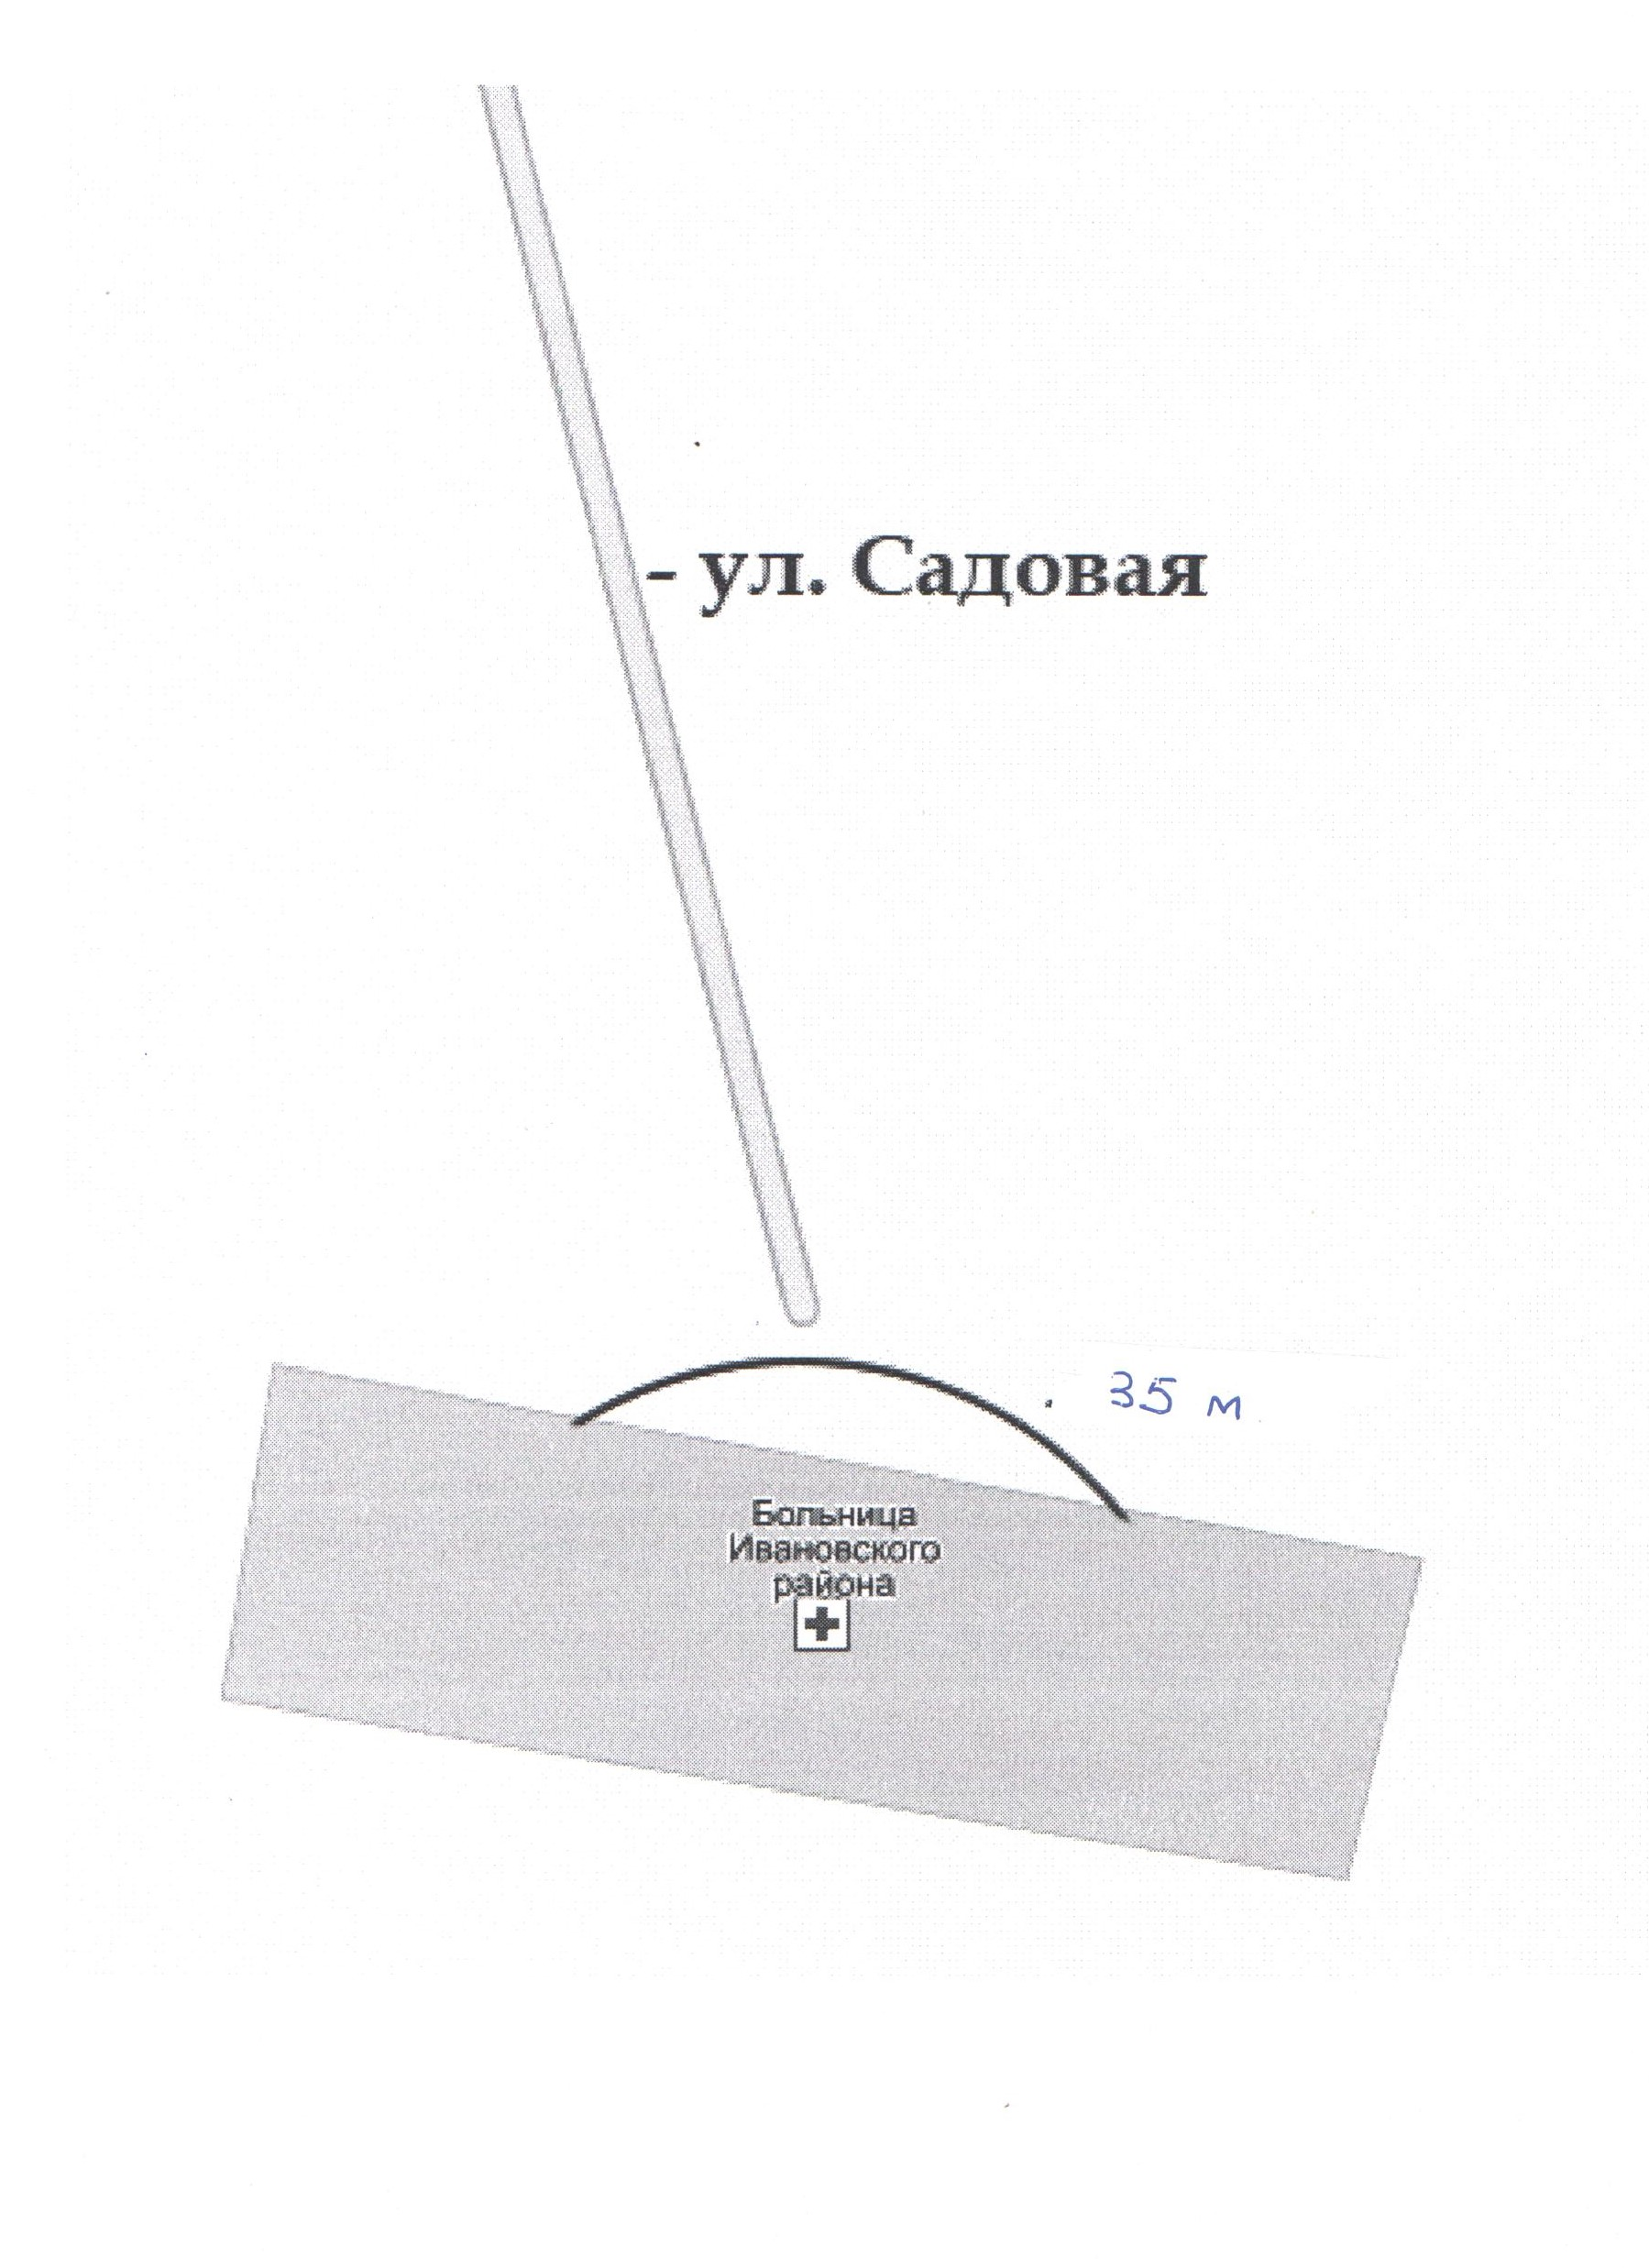 - ул. Садовая
35 м
Больница
Ивановского
района